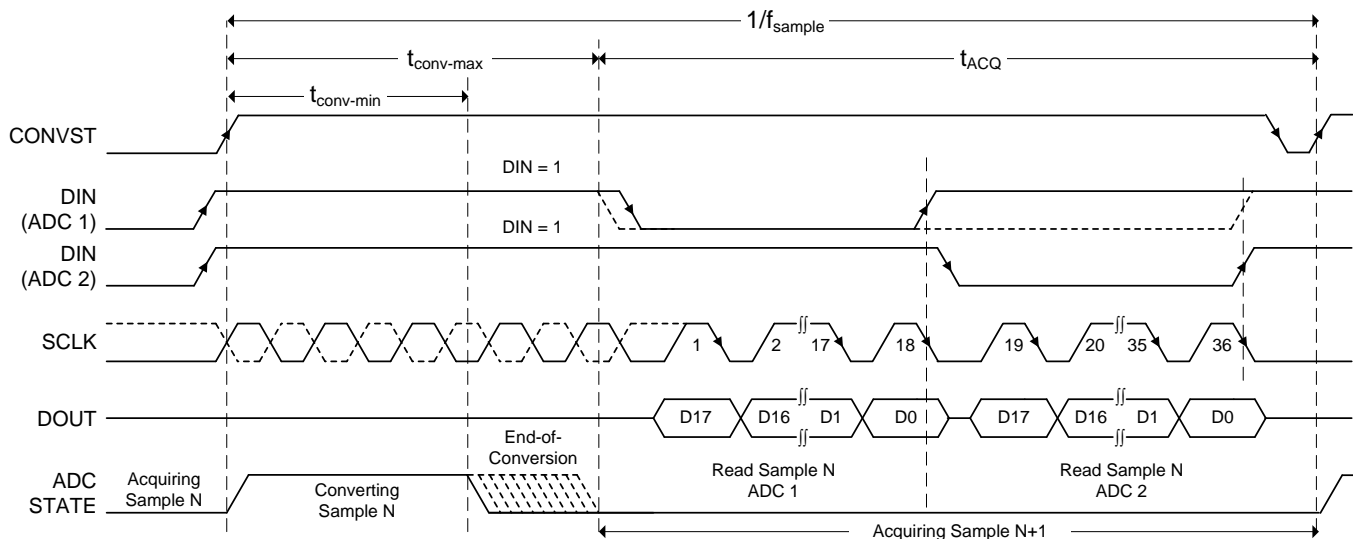 1/fsample
tconv-max
tACQ
tconv-min
CONVST
DIN = 1
DIN
(ADC 1)
DIN = 1
DIN
(ADC 2)
SCLK
1 2 17 18 19 20 35 36
DOUT
D17 D16 D1 D0 D17 D16 D1 D0
End-of-
Conversion
ADC
STATE
Acquiring
Sample N
Converting
Sample N
Read Sample N
ADC 1
Read Sample N
ADC 2
Acquiring Sample N+1